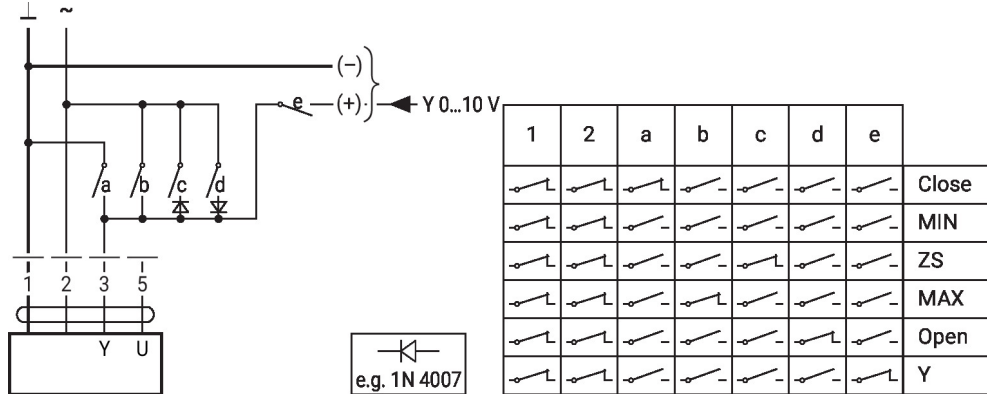 ⊥ ~
(–)
e (+) Y 0...10 V
a b c d
1 2 3 5
Y U
e.g. 1N 4007
1 2 a b c d e
Close
MIN
ZS
MAX
Open
Y